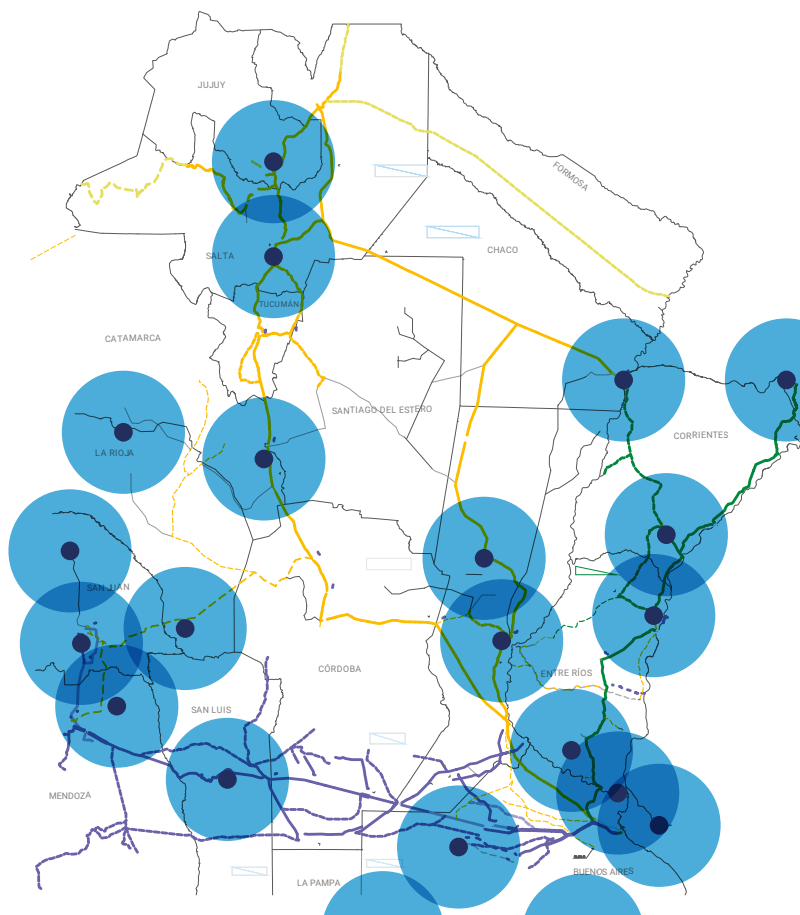 JUJUY
FORMOSA
SALTA
CHACO
TUCUMÁN
CATAMARCA
SANTIAGO DEL ESTERO
CORRIENTES
LA RIOJA
SAN JUAN
CÓRDOBA
ENTRE RÍOS
SAN LUIS
MENDOZA
BUENOS AIRES
LA PAMPA